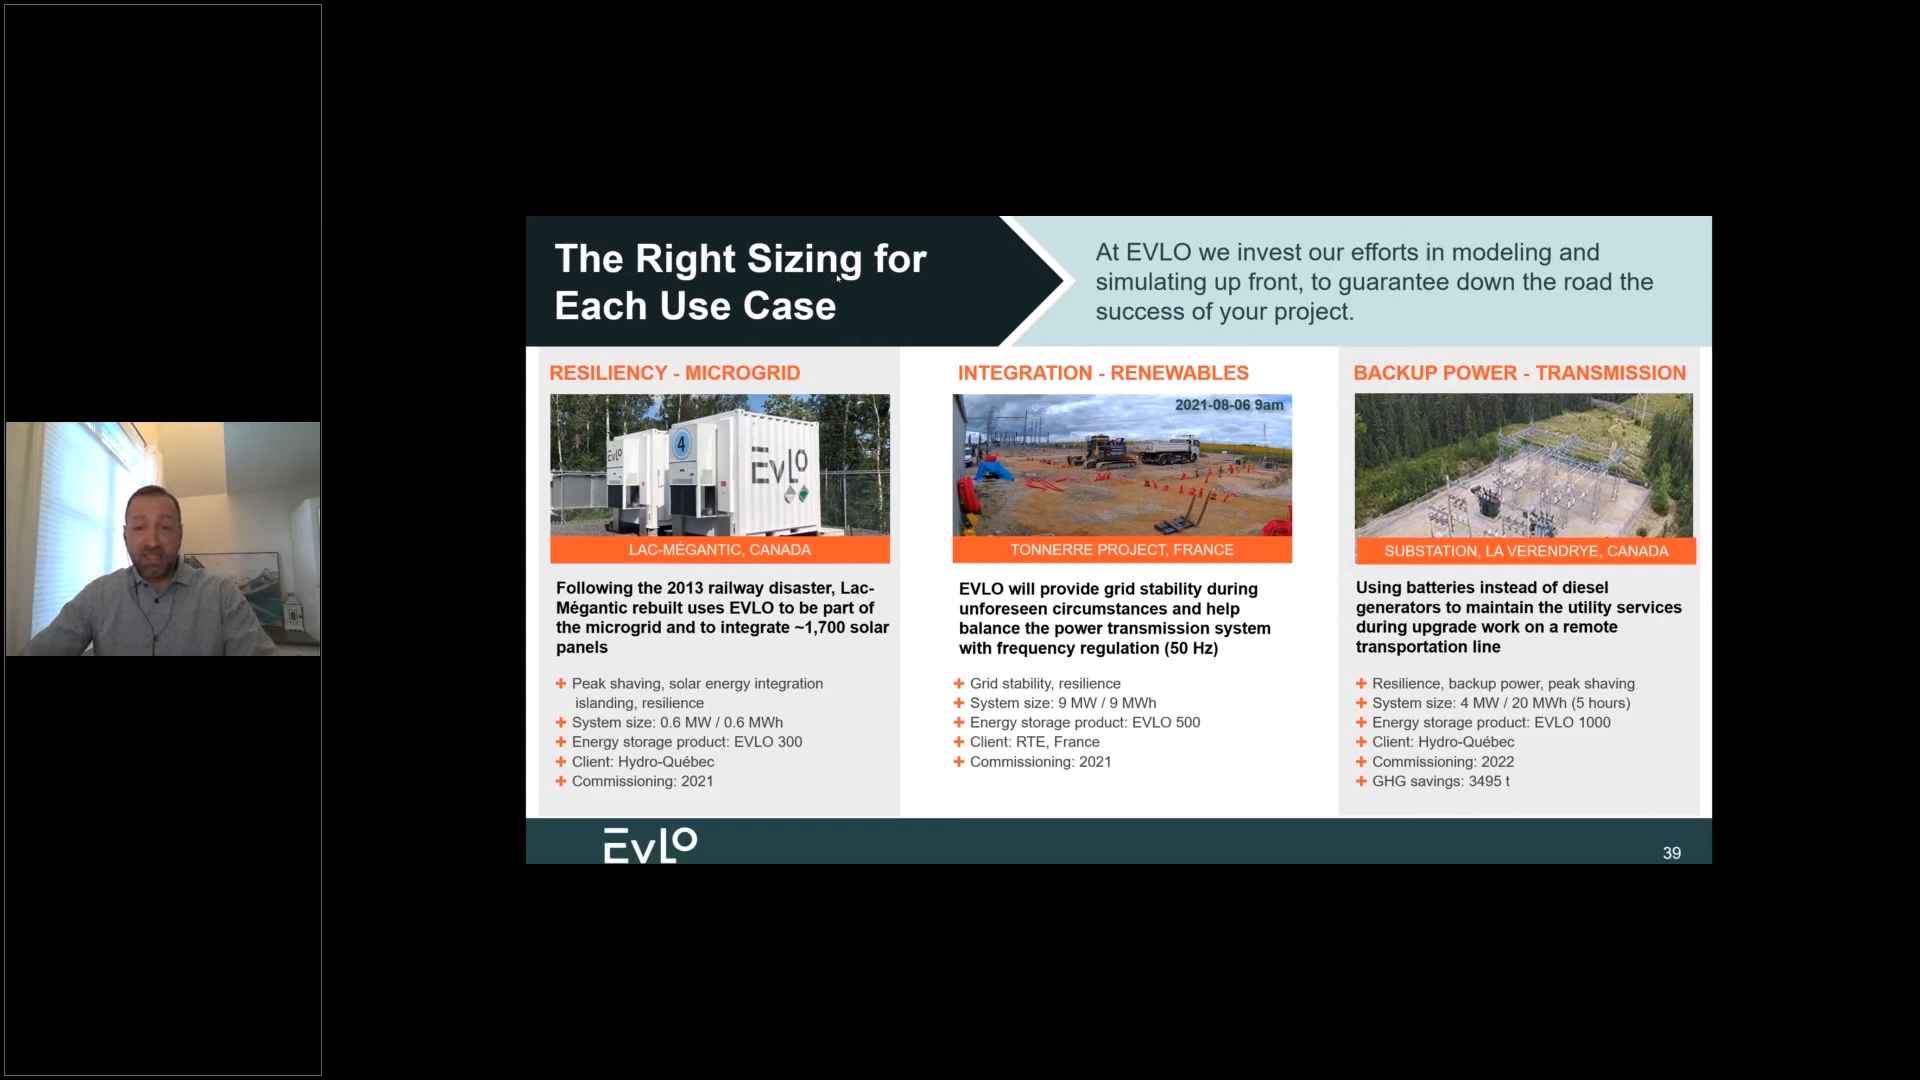 The Right Sizing for
Each Use Case
At EVLO we invest our efforts in modeling and
simulating up front, to guarantee down the road the
success of your project.
RESILIENCY - MICROGRID
4
EVLO
EVLO
LAC-MÉGANTIC, CANADA
Following the 2013 railway disaster, Lac-
Mégantic rebuilt uses EVLO to be part of
the microgrid and to integrate ~1,700 solar
panels
+ Peak shaving, solar energy integration
islanding, resilience
+ System size: 0.6 MW / 0.6 MWh
+ Energy storage product: EVLO 300
+ Client: Hydro-Québec
+ Commissioning: 2021
INTEGRATION - RENEWABLES
2021-08-06 9am
TONNERRE PROJECT, FRANCE
EVLO will provide grid stability during
unforeseen circumstances and help
balance the power transmission system
with frequency regulation (50 Hz)
+ Grid stability, resilience
+ System size: 9 MW / 9 MWh
+ Energy storage product: EVLO 500
+ Client: RTE, France
+ Commissioning: 2021
BACKUP POWER - TRANSMISSION
SUBSTATION, LA VERENDRYE, CANADA
Using batteries instead of diesel
generators to maintain the utility services
during upgrade work on a remote
transportation line
+ Resilience, backup power, peak shaving
+ System size: 4 MW / 20 MWh (5 hours)
+ Energy storage product: EVLO 1000
+ Client: Hydro-Québec
+ Commissioning: 2022
+ GHG savings: 3495 t
EVLO
39